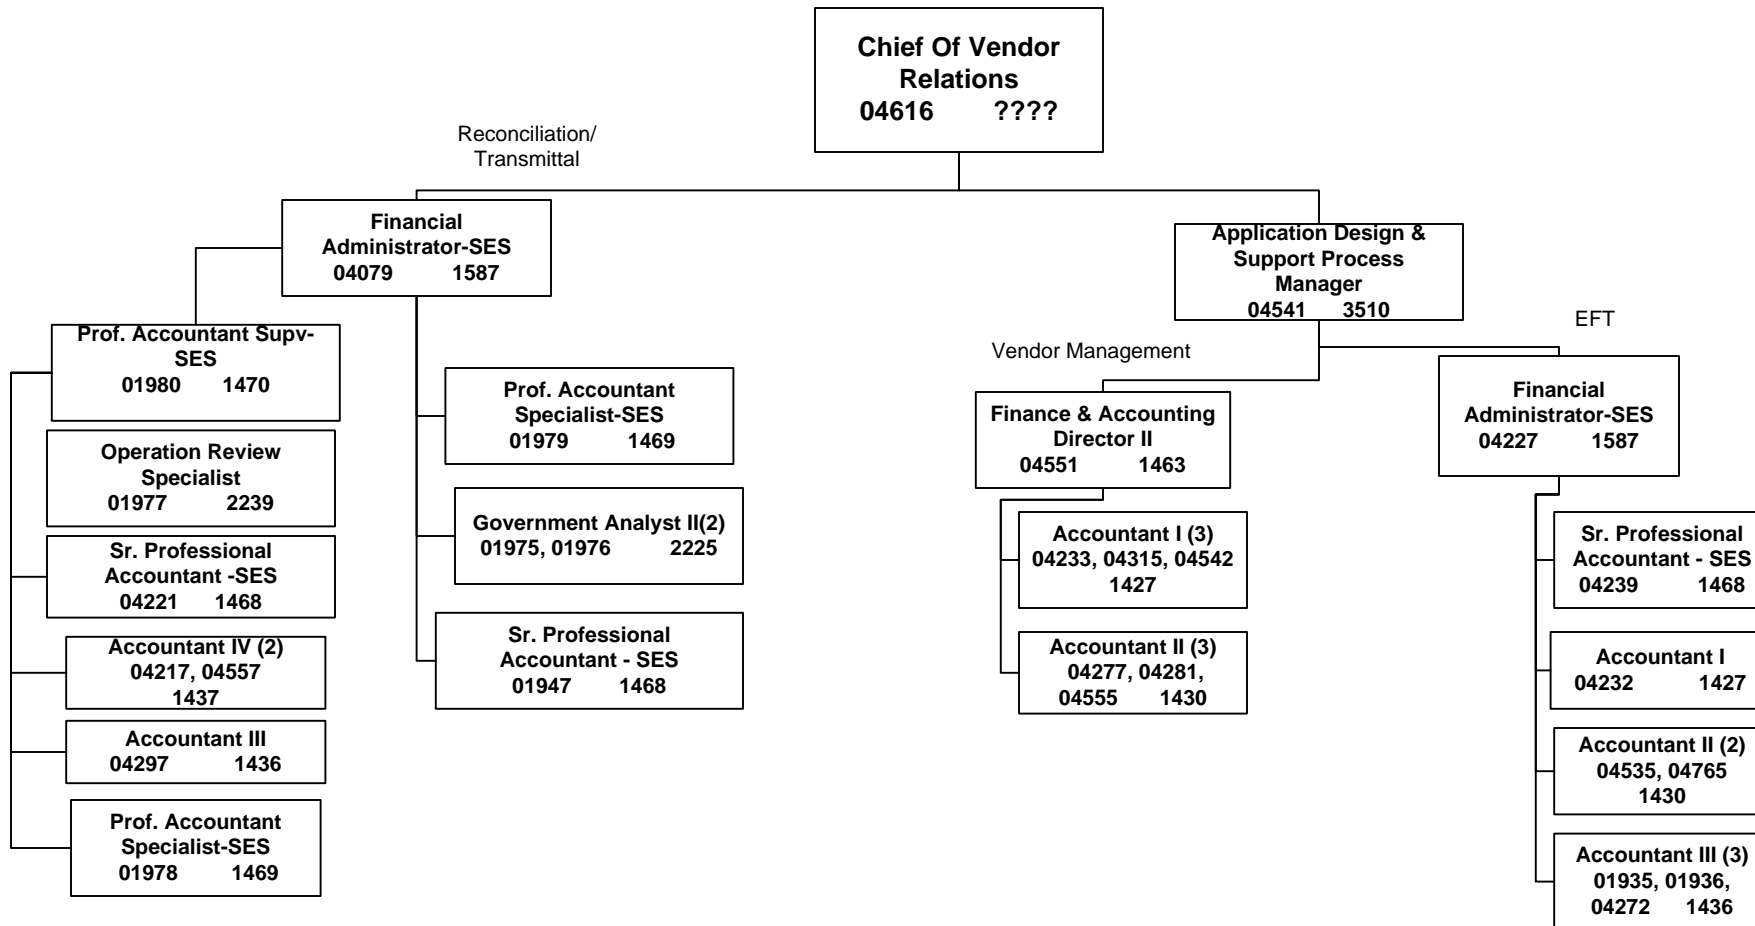 Chief Of Vendor
Relations
04616 ????
Reconciliation/
Transmittal
Financial
Administrator-SES
04079 1587
Application Design &
Support Process
Manager
04541 3510
EFT
Prof. Accountant Supv-
SES
01980 1470
Operation Review
Specialist
01977 2239
Sr. Professional
Accountant -SES
04221 1468
Accountant IV (2)
04217, 04557
1437
Accountant III
04297 1436
Prof. Accountant
Specialist-SES
01978 1469
Prof. Accountant
Specialist-SES
01979 1469
Government Analyst II(2)
01975, 01976 2225
Sr. Professional
Accountant - SES
01947 1468
Vendor Management
Finance & Accounting
Director II
04551 1463
Accountant I (3)
04233, 04315, 04542
1427
Accountant II (3)
04277, 04281,
04555 1430
Financial
Administrator-SES
04227 1587
Sr. Professional
Accountant - SES
04239 1468
Accountant I
04232 1427
Accountant II (2)
04535, 04765
1430
Accountant III (3)
01935, 01936,
04272 1436